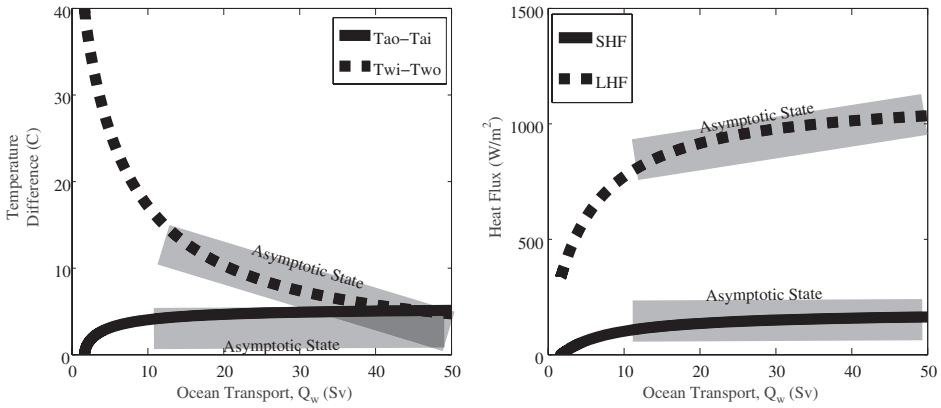 40
30
20
10
0
Temperature
Difference (C)
Tao−Tai
Twi−Two
Asymptotic State
Asymptotic State
0 10 20 30 40 50
Ocean Transport, Qw (Sv)
1500
1000
500
0
Heat Flux (W/m2)
SHF
LHF
Asymptotic State
Asymptotic State
0 10 20 30 40 50
Ocean Transport, Qw (Sv)